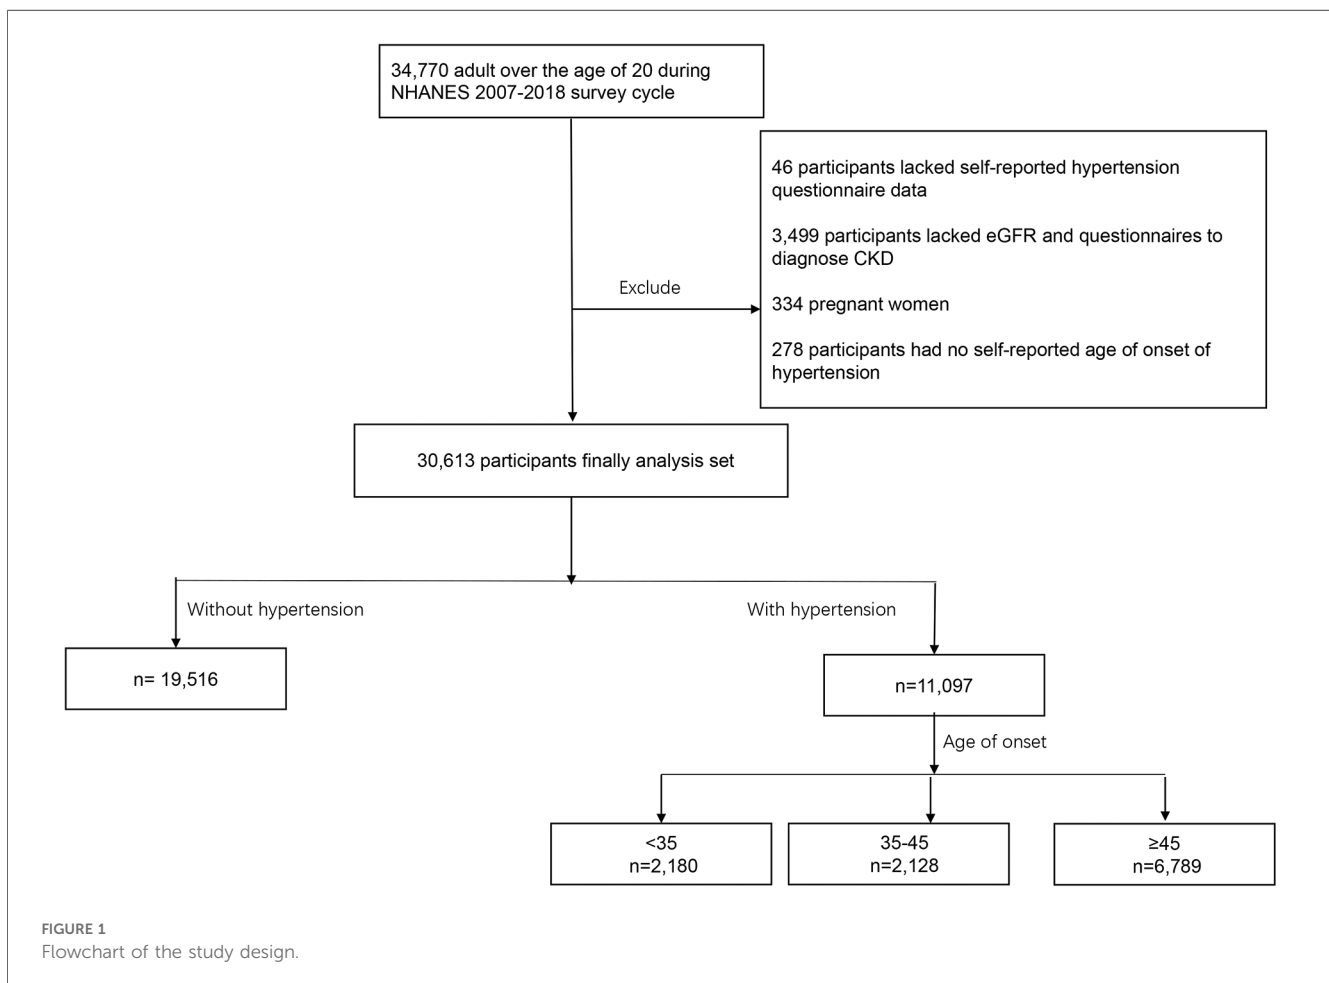 34,770 adult over the age of 20 during
NHANES 2007-2018 survey cycle
46 participants lacked self-reported hypertension
questionnaire data
3,499 participants lacked eGFR and questionnaires to
diagnose CKD
Exclude
334 pregnant women
278 participants had no self-reported age of onset of
hypertension
30,613 participants finally analysis set
Without hypertension
With hypertension
n= 19,516
n=11,097
Age of onset
<35
n=2,180
35-45
n=2,128
≥45
n=6,789
FIGURE 1
Flowchart of the study design.